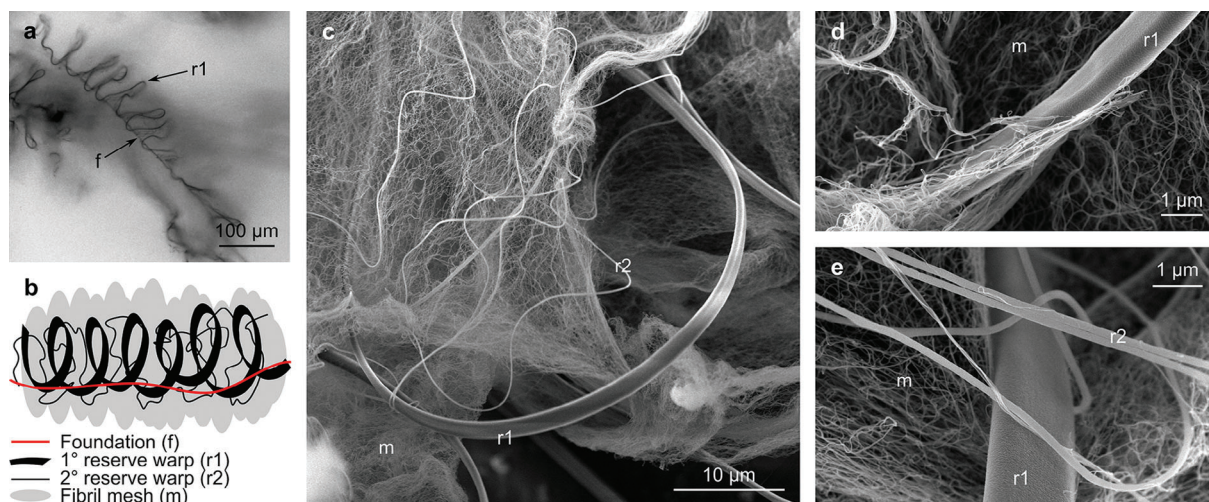 a
r1
f
100 µm
b
Foundation (f)
1° reserve warp (r1)
2° reserve warp (r2)
Fibril mesh (m)
c
r2
r1
m
10 µm
d
m
r1
1 µm
e
1 µm
r2
m
r1